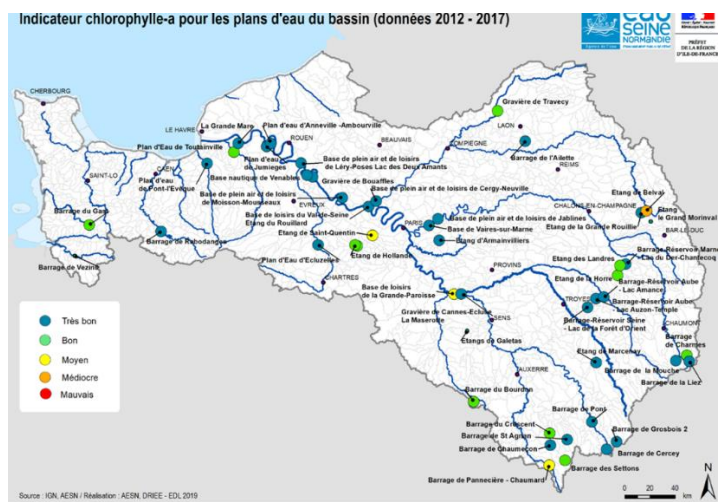 Indicateur chlorophylle-a pour les plans d'eau du bassin (données 2012 - 2017)
eau
SEINE
NORMANDIE
PRÉFET
DE LA RÉGION
D'ILE-DE-FRANCE
CHERBOURG
LE HAVRE
La Grande Mare
Plan d'eau d'Anneville -Ambourville
ROUEN
BEAUVAIS
Gravière de Travecy
LAON
COMPIEGNE
Barrage de l'Ailette
REIMS
Plan d'Eau de Toutainville
Plan d'eau
de Jumieges
Base de plein air et de loisirs
de Léry-Poses Lac des Deux Amants
SAINT-LO
CAEN
Plan d'eau
de Pont-l'Evêque
Base nautique de Venables
Gravière de Bouafles
EVREUX
Base de plein air et de loisirs
de Moisson-Mousseaux
Base de plein air et de loisirs de Cergy-Neuville
CHALONS-EN-CHAMPAGNE
Etang de Belval
Etang
le Grand Morinval
Etang de la Grande Rouille
BAR-LE-DUC
Barrage du Gast
Base de loisirs du Val-de-Seine
Etang du Rouillard
PARIS
Base de plein air et de loisirs de Jablines
Base de Vaires-sur-Marne
Etang d'Armainvilliers
Barrage de Rabodanges
Etang de Saint-Quentin
Etang de Hollande
Barrage de Vezins
Plan d'Eau d'Ecluzelles
CHARTRES
PROVINS
Etang des Landres
Barrage-Réservoir Marne
- Lac du Der-Chantecoq
Etang de la Horre
Barrage-Réservoir Aube
- Lac Amance
Base de loisirs
de la Grande-Paroisse
TROYES
Barrage-Réservoir Aube
- Lac Auzon-Temple
Gravière de Cannes-Ecluse
La Maserotte
SENS
Barrage-Réservoir Seine
- Lac de la Forêt d'Orient
CHAUMONT
Barrage
de Charmes
Etangs de Galetas
Etang de Marcenay
Barrage de la Mouche
Barrage de la Liez
AUXERRE
Barrage du Bourdon
Barrage de Pont
Barrage du Crescent
Barrage de St Agnan
Barrage de Chaumeçon
Barrage de Grosbois 2
Barrage de Cercey
Barrage des Settons
Barrage de Pannecière - Chaumard
Très bon
Bon
Moyen
Médiocre
Mauvais
N
0 20 40
km
Source : IGN, AESN / Réalisation : AESN, DRIEE - EDL 2019